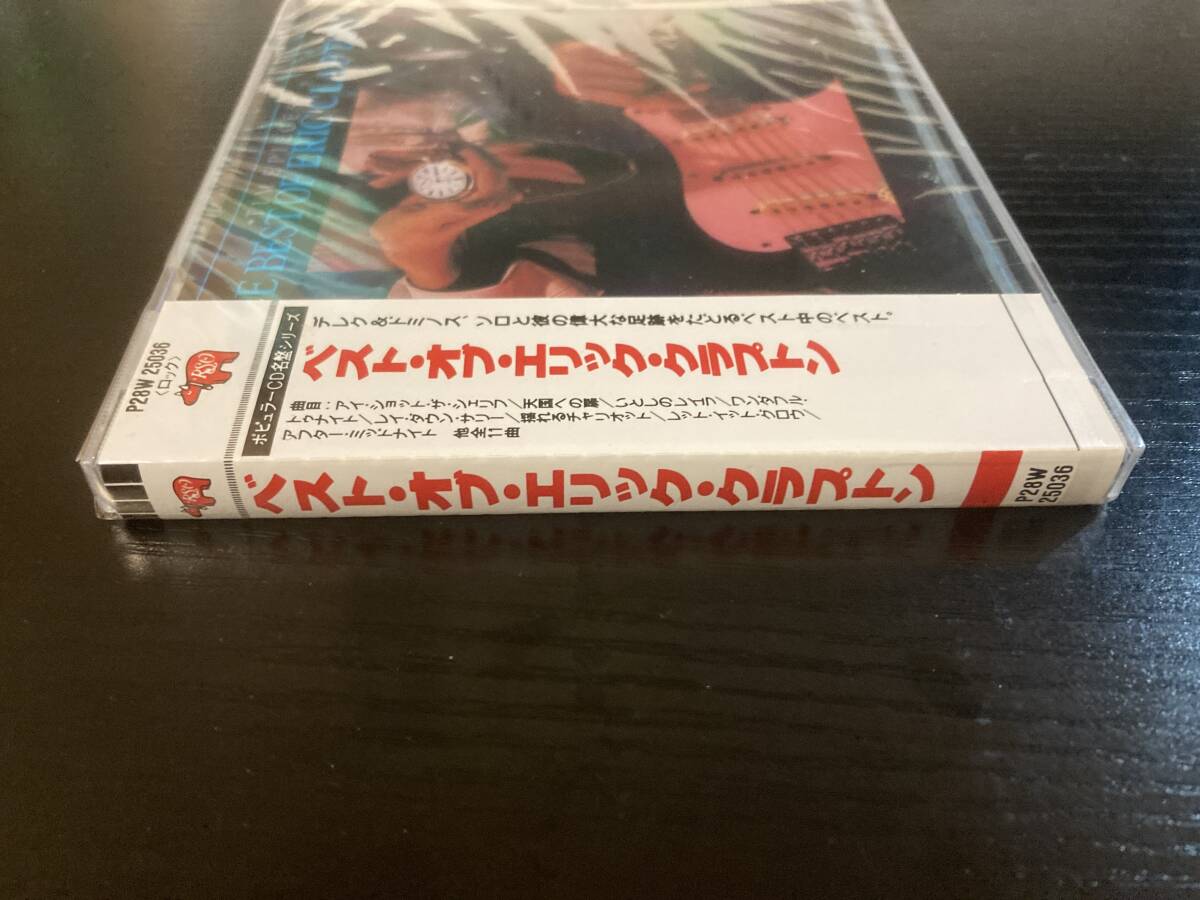 BEST OF ERIC CLAPT
デレク&ドミノス、ソロと彼の偉大な足跡をたどるベスト中のベスト。
ポピュラーCD名盤シリーズ
ベスト・オブ・エリック・クラプトン
P28W 25036
〈ロック〉
RSO
曲目:アイ・ショット・ザ・シェリフ/天国への扉/いとしのレイラ/ワンダフル・
トゥナイト/レイ・ダウン・サリー/揺れるチャリオット/レット・イット・グロウ/
アフター・ミッドナイト 他全11曲
RSO
ベスト・オブ・エリック・クラプトン
P28W
25036